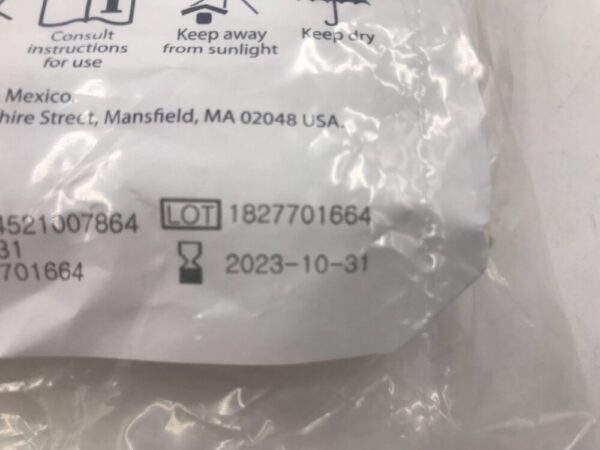 Consult
instructions
for use
Keep away
from sunlight
Keep dry
Mexico
hire Street, Mansfield, MA 02048 USA.
4521007864
LOT 1827701664
31
701664
2023-10-31